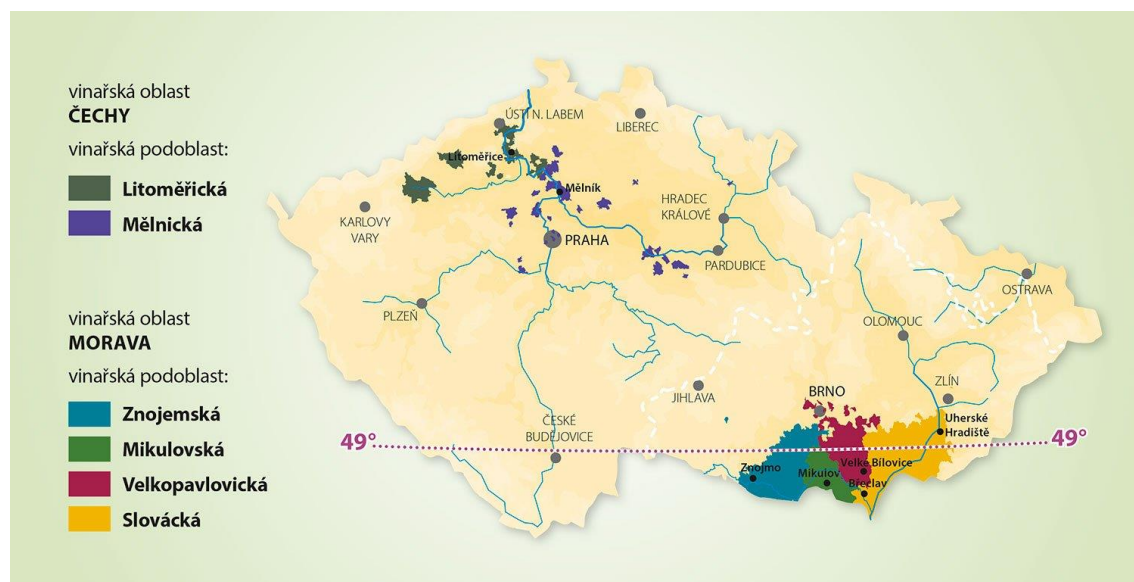 vinařská oblast
ČECHY
vinařská podoblast:
Litoměřická
Mělnická
vinařská oblast
MORAVA
vinařská podoblast:
Znojemská
Mikulovská
Velkopavlovická
Slovácká
ÚSTÍ N. LABEM
LIBEREC
Litoměřice
Mělník
KARLOVY
VARY
HRADEC
KRÁLOVÉ
PRAHA
PARDUBICE
OSTRAVA
PLZEŇ
OLOMOUC
ZLÍN
JIHLAVA
BRNO
ČESKÉ
BUDĚJOVICE
Uherské
Hradiště
49°
49°
Velké Bílovice
Znojmo
Mikulov
Břeclav